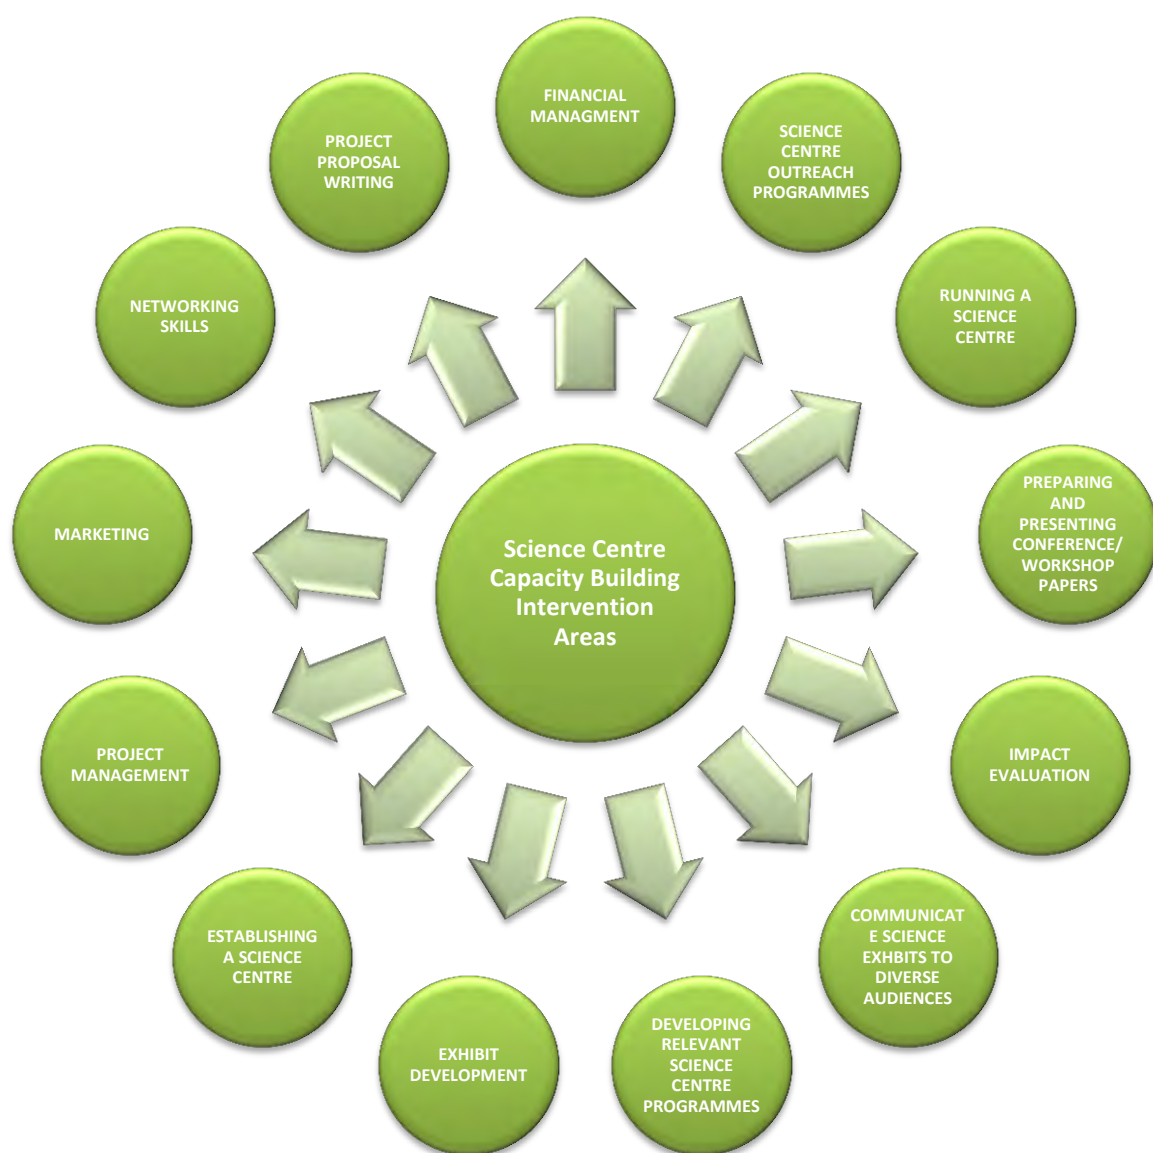 FINANCIAL
MANAGMENT
SCIENCE
CENTRE
OUTREACH
PROGRAMMES
RUNNING A
SCIENCE
CENTRE
PREPARING
AND
PRESENTING
CONFERENCE/
WORKSHOP
PAPERS
IMPACT
EVALUATION
COMMUNICAT
E SCIENCE
EXHBITS TO
DIVERSE
AUDIENCES
DEVELOPING
RELEVANT
SCIENCE
CENTRE
PROGRAMMES
EXHIBIT
DEVELOPMENT
ESTABLISHING
A SCIENCE
CENTRE
PROJECT
MANAGEMENT
MARKETING
NETWORKING
SKILLS
PROJECT
PROPOSAL
WRITING
Science Centre
Capacity Building
Intervention
Areas